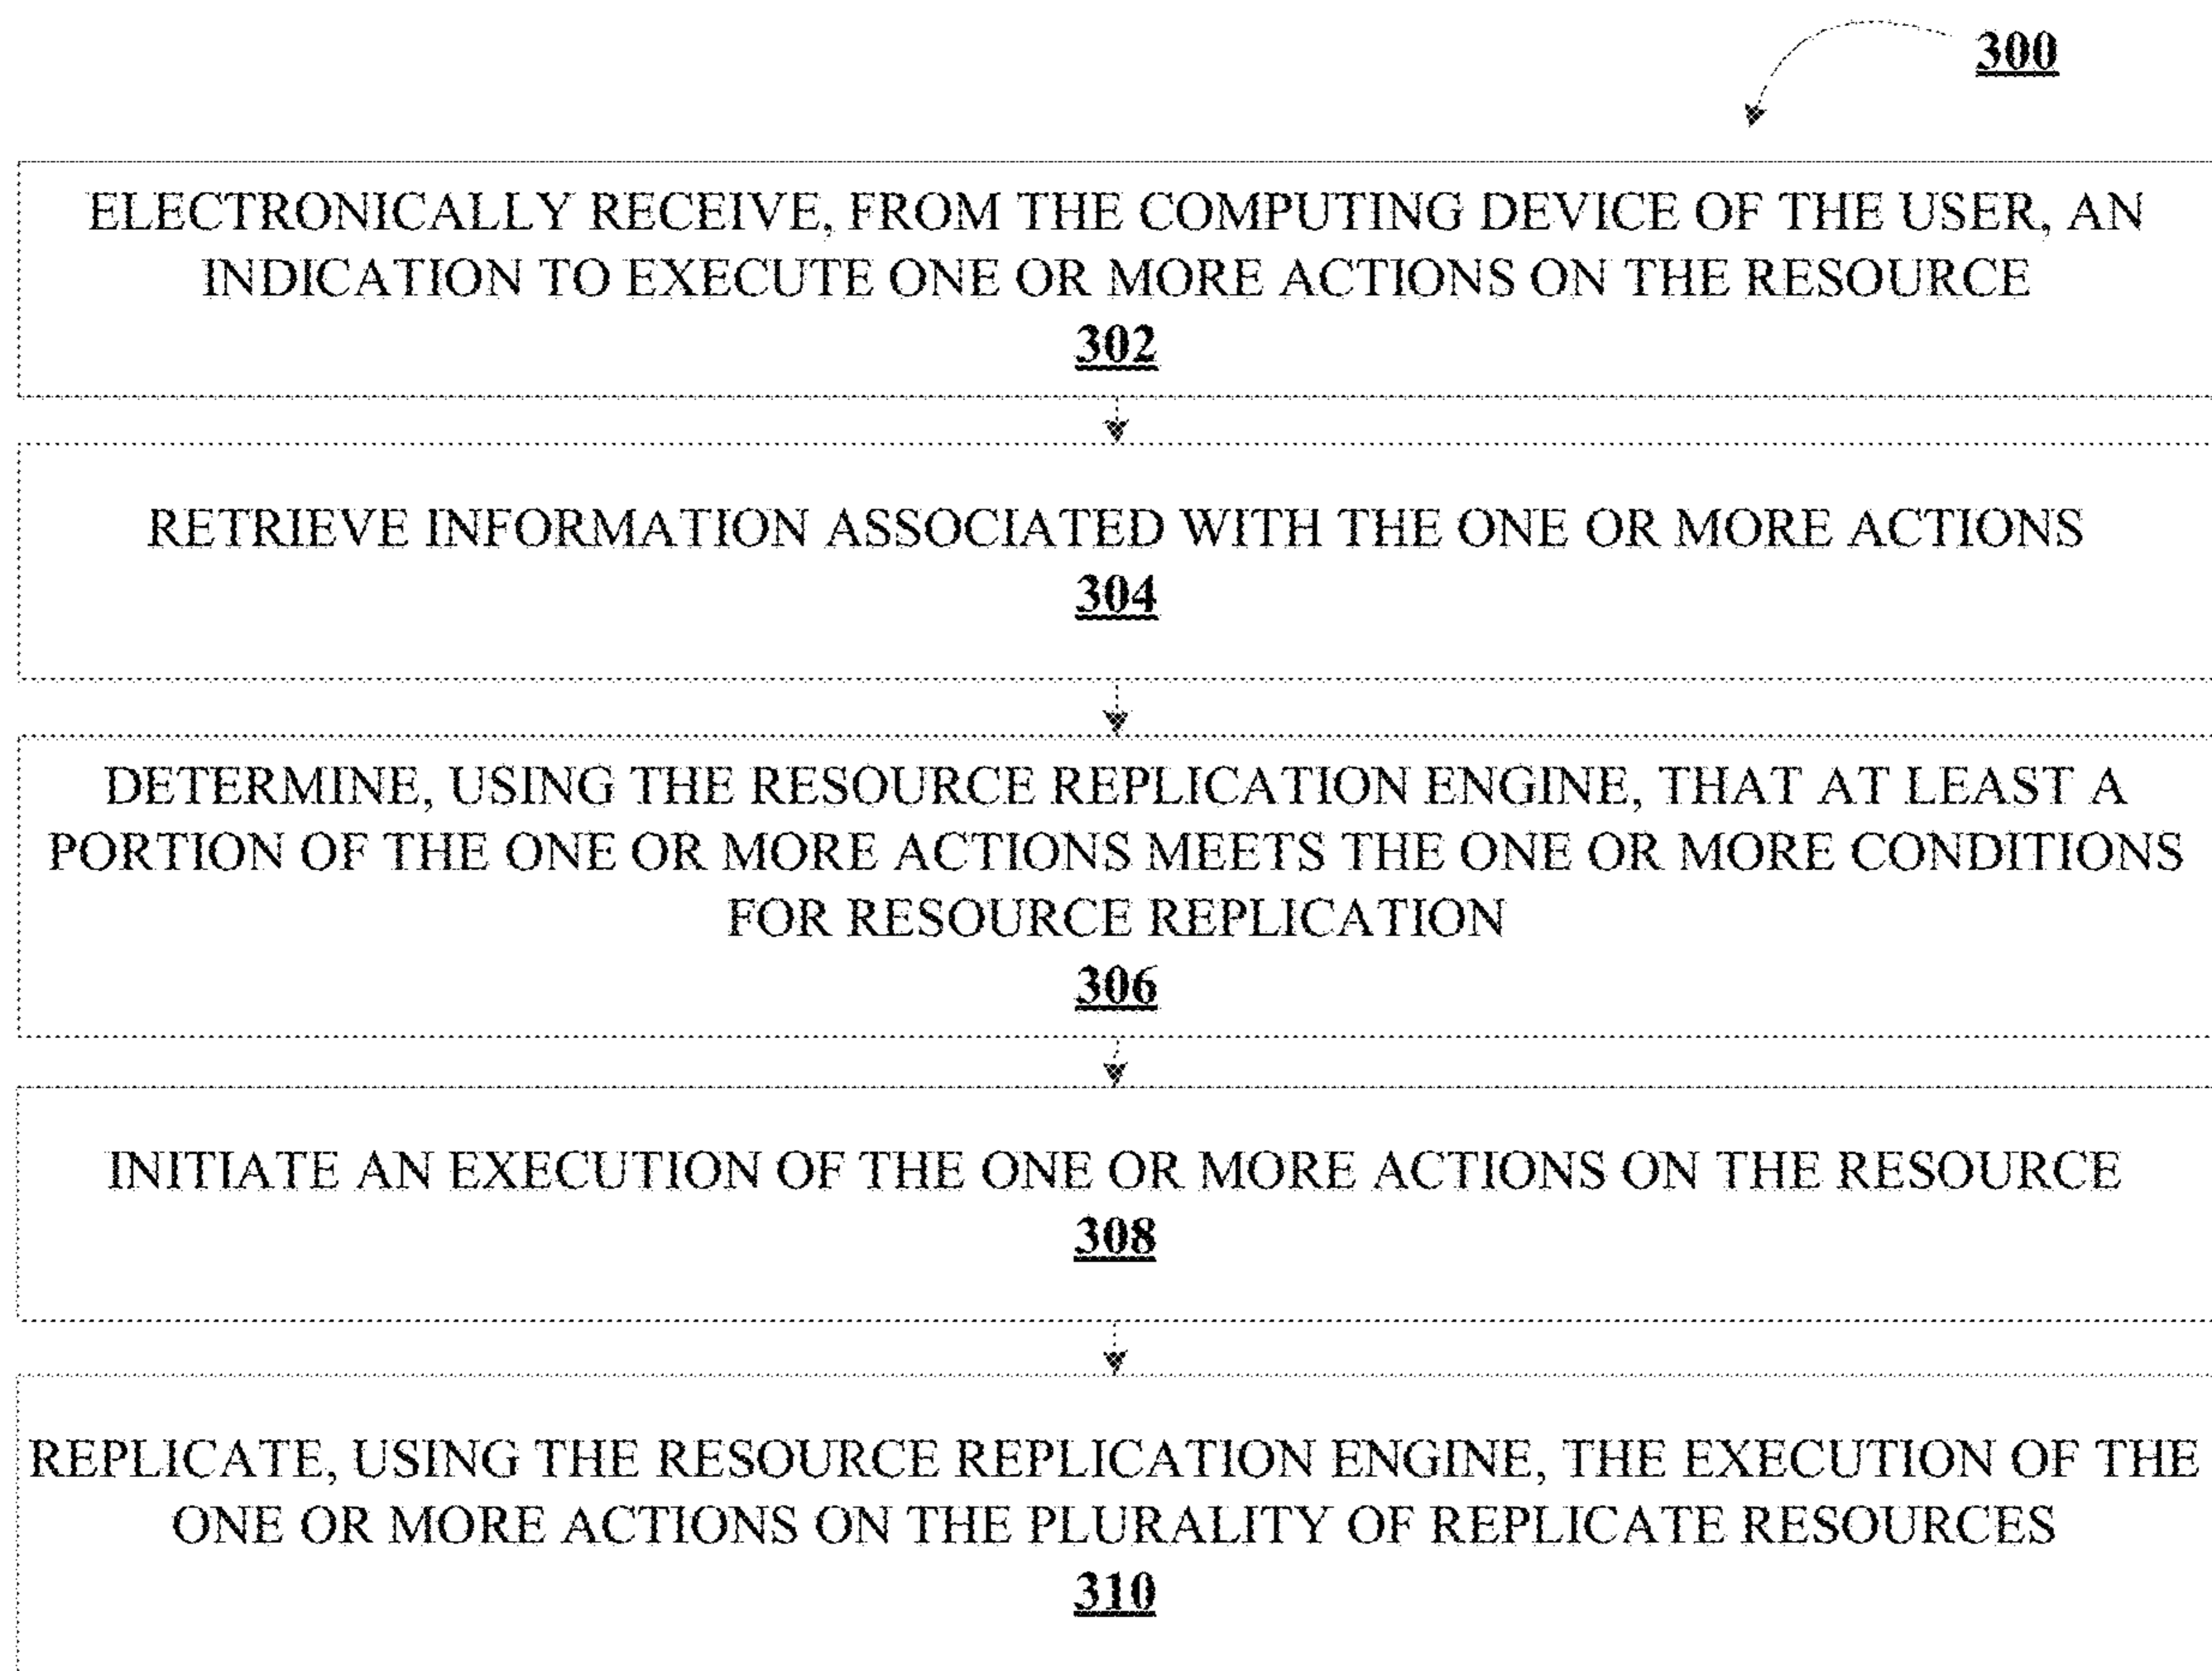 300
ELECTRONICALLY RECEIVE, FROM THE COMPUTING DEVICE OF THE USER, AN
INDICATION TO EXECUTE ONE OR MORE ACTIONS ON THE RESOURCE
302
RETRIEVE INFORMATION ASSOCIATED WITH THE ONE OR MORE ACTIONS
304
DETERMINE, USING THE RESOURCE REPLICATION ENGINE, THAT AT LEAST A
PORTION OF THE ONE OR MORE ACTIONS MEETS THE ONE OR MORE CONDITIONS
FOR RESOURCE REPLICATION
306
INITIATE AN EXECUTION OF THE ONE OR MORE ACTIONS ON THE RESOURCE
308
REPLICATE, USING THE RESOURCE REPLICATION ENGINE, THE EXECUTION OF THE
ONE OR MORE ACTIONS ON THE PLURALITY OF REPLICATE RESOURCES
310